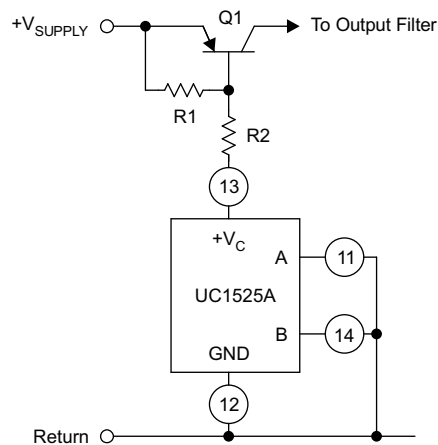 Q1
+VSUPPLY
To Output Filter
R1
R2
13
+VC
A
11
UC1525A
B
14
GND
12
Return